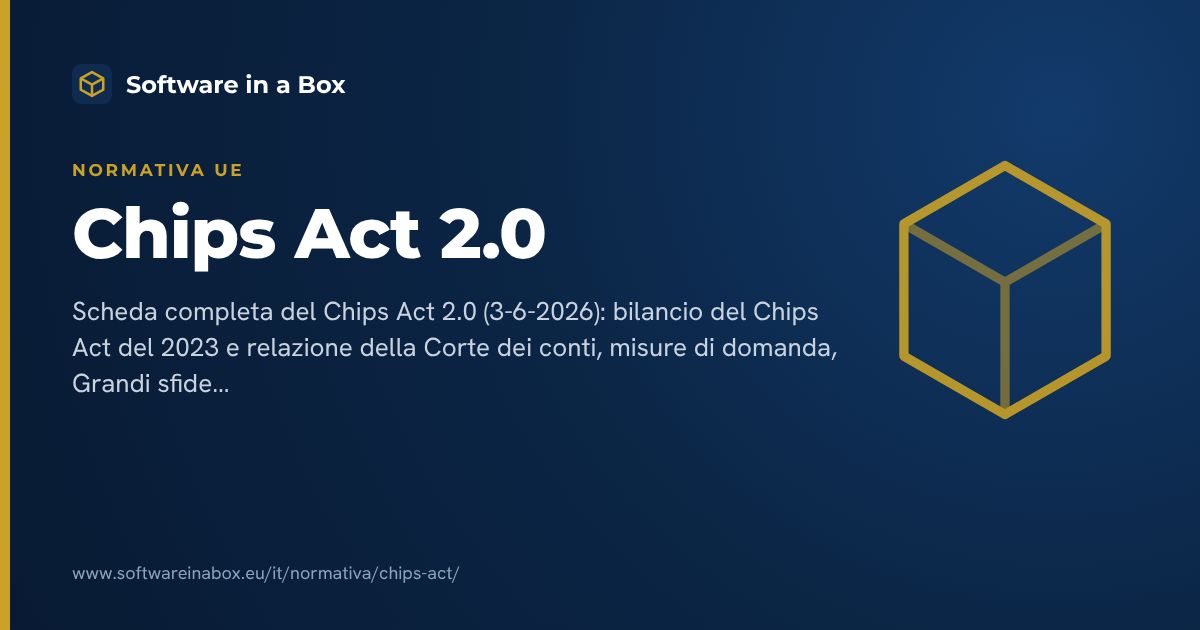 Software in a Box
NORMATIVA UE
Chips Act 2.0
Scheda completa del Chips Act 2.0 (3-6-2026): bilancio del Chips
Act del 2023 e relazione della Corte dei conti, misure di domanda,
Grandi sfide...
www.softwareinabox.eu/it/normativa/chips-act/